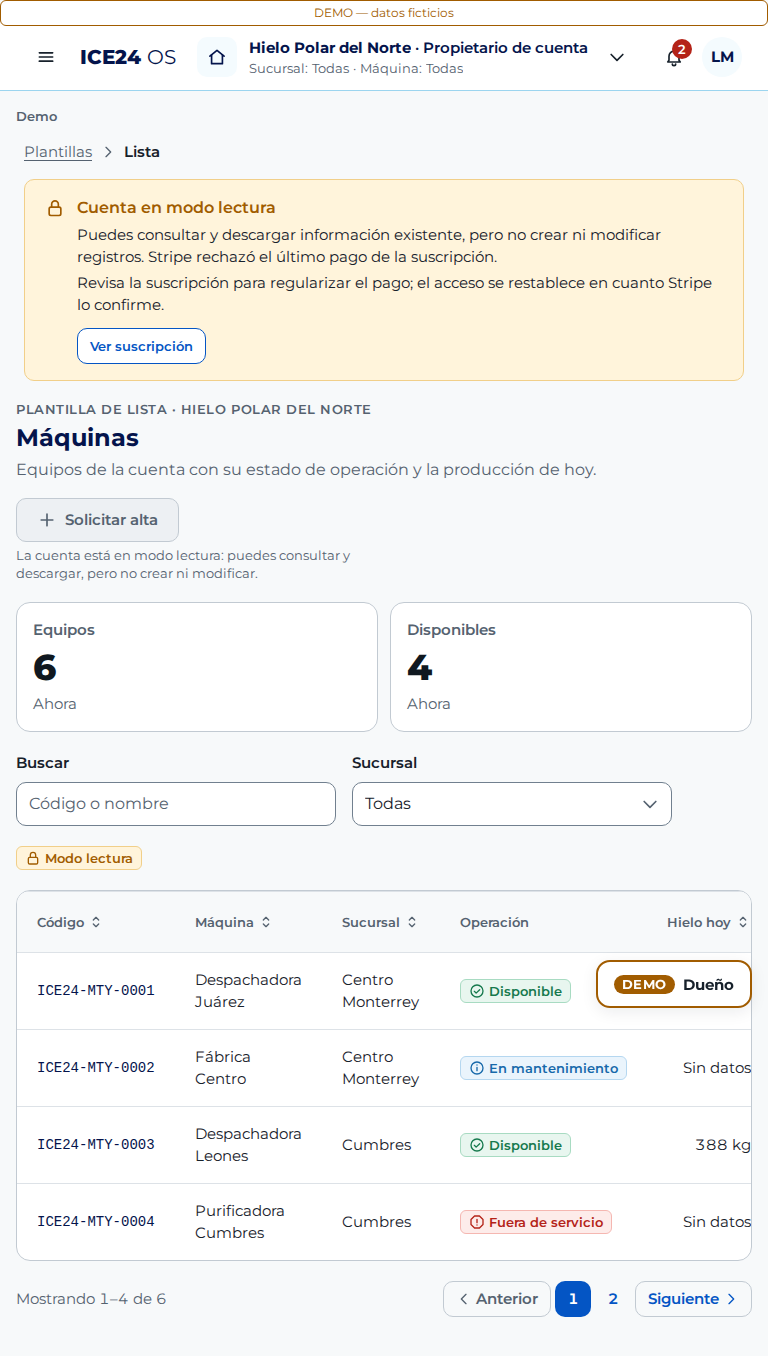 DEMO — datos ficticios
ICE24 OS
Hielo Polar del Norte · Propietario de cuenta
Sucursal: Todas · Máquina: Todas
2
LM
Demo
Plantillas > Lista
Cuenta en modo lectura
Puedes consultar y descargar información existente, pero no crear ni modificar
registros. Stripe rechazó el último pago de la suscripción.
Revisa la suscripción para regularizar el pago; el acceso se restablece en cuanto Stripe
lo confirme.
Ver suscripción
PLANTILLA DE LISTA · HIELO POLAR DEL NORTE
Máquinas
Equipos de la cuenta con su estado de operación y la producción de hoy.
Solicitar alta
La cuenta está en modo lectura: puedes consultar y
descargar, pero no crear ni modificar.
Equipos
6
Ahora
Disponibles
4
Ahora
Buscar
Código o nombre
Sucursal
Todas
Modo lectura
Código Máquina Sucursal Operación Hielo hoy
ICE24-MTY-0001
Despachadora
Juárez
Centro
Monterrey
Disponible
DEMO Dueño
ICE24-MTY-0002
Fábrica
Centro
Centro
Monterrey
En mantenimiento
Sin datos
ICE24-MTY-0003
Despachadora
Leones
Cumbres
Disponible
388 kg
ICE24-MTY-0004
Purificadora
Cumbres
Cumbres
Fuera de servicio
Sin datos
Mostrando 1–4 de 6
Anterior 1 2 Siguiente